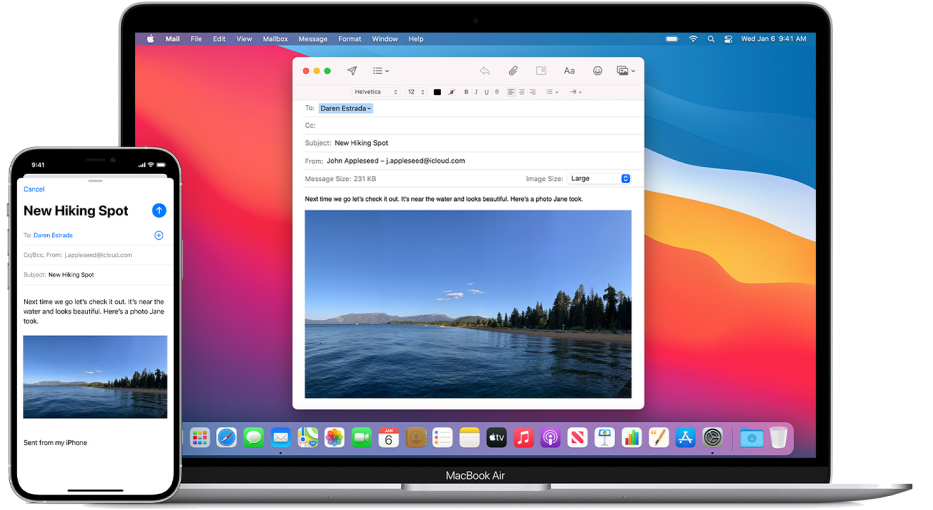 Mail File Edit View Mailbox Message Format Window Help
Wed Jan 6 9:41 AM
Aa
Helvetica 12 B I U S
To: Daren Estrada
Cc:
Subject: New Hiking Spot
From: John Appleseed – j.appleseed@icloud.com
Message Size: 231 KB Image Size: Large
Next time we go let's check it out. It's near the water and looks beautiful. Here's a photo Jane took.
9:41
Cancel
New Hiking Spot
To: Daren Estrada
Cc/Bcc, From: j.appleseed@icloud.com
Subject: New Hiking Spot
Next time we go let's check it out. It's near the
water and looks beautiful. Here's a photo Jane
took.
Sent from my iPhone
JAN
6
tv
MacBook Air